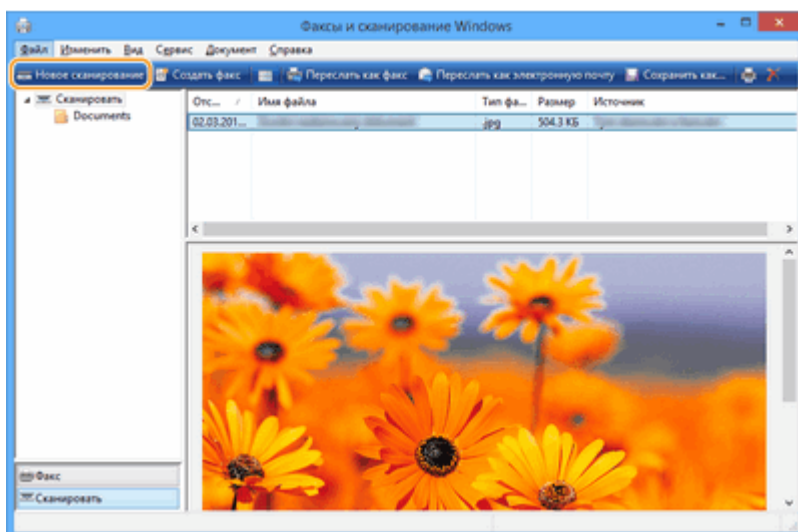 Факсы и сканирование Windows
Файл Изменить Вид Сервис Документ Справка
Новое сканирование Создать факс Переслать как факс Переслать как электронную почту Сохранить как...
Сканировать
Documents
Отс... / Имя файла Тип фа... Размер Источник
02.03.201... .jpg 504.3 КБ
Факс
Сканировать